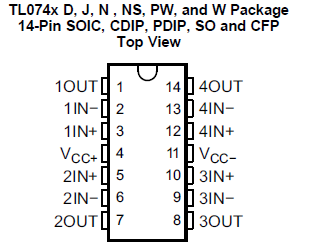 TL074x D, J, N , NS, PW, and W Package
14-Pin SOIC, CDIP, PDIP, SO and CFP
Top View
1OUT 1 14 4OUT
1IN− 2 13 4IN−
1IN+ 3 12 4IN+
VCC+ 4 11 VCC−
2IN+ 5 10 3IN+
2IN− 6 9 3IN−
2OUT 7 8 3OUT